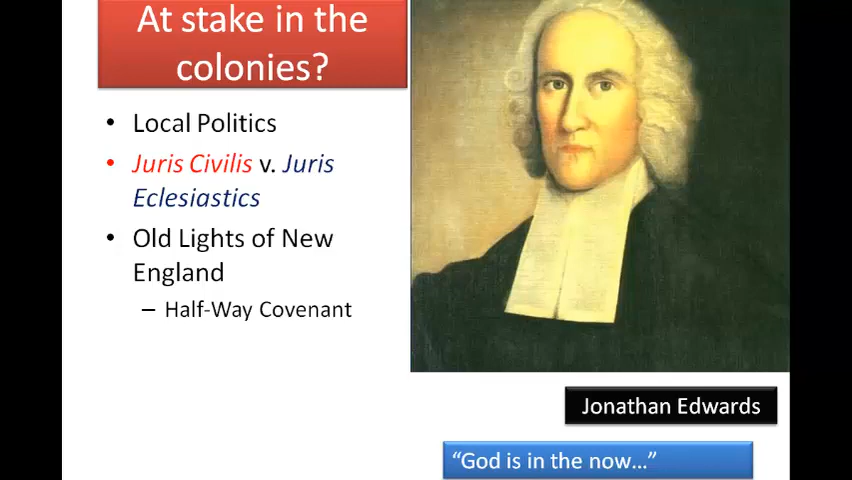 At stake in the
colonies?
• Local Politics
• Juris Civilis v. Juris
Eclesiastics
• Old Lights of New
England
– Half-Way Covenant
Jonathan Edwards
“God is in the now...”